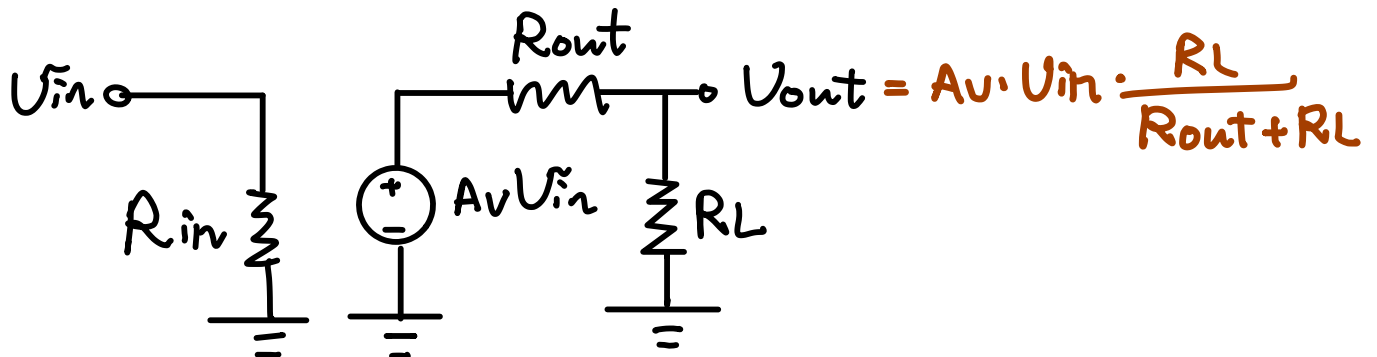 Rout
Vin
Vout = Av·Vin · RL / Rout+RL
+
AvVin
−
Rin
RL